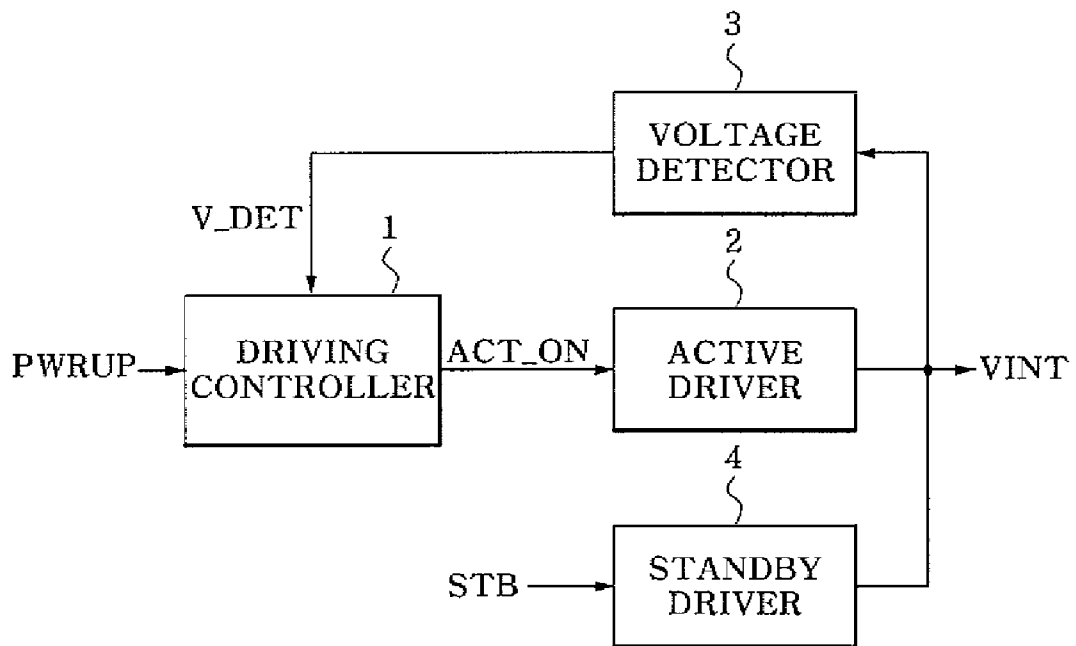 3
VOLTAGE
DETECTOR
V_DET
1
2
PWRUP
DRIVING
CONTROLLER
ACT_ON
ACTIVE
DRIVER
VINT
4
STB
STANDBY
DRIVER